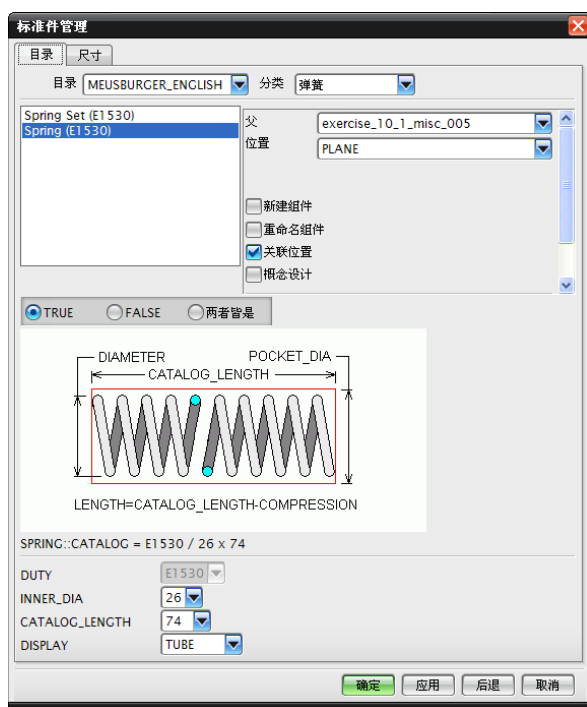 标准件管理
目录 尺寸
目录 MEUSBURGER_ENGLISH 分类 弹簧
Spring Set (E1530)
Spring (E1530)
父 exercise_10_1_misc_005
位置 PLANE
新建组件
重命名组件
关联位置
概念设计
TRUE FALSE 两者皆是
DIAMETER POCKET_DIA
CATALOG_LENGTH
LENGTH=CATALOG_LENGTH-COMPRESSION
SPRING::CATALOG = E1530 / 26 x 74
DUTY E1530
INNER_DIA 26
CATALOG_LENGTH 74
DISPLAY TUBE
确定 应用 后退 取消